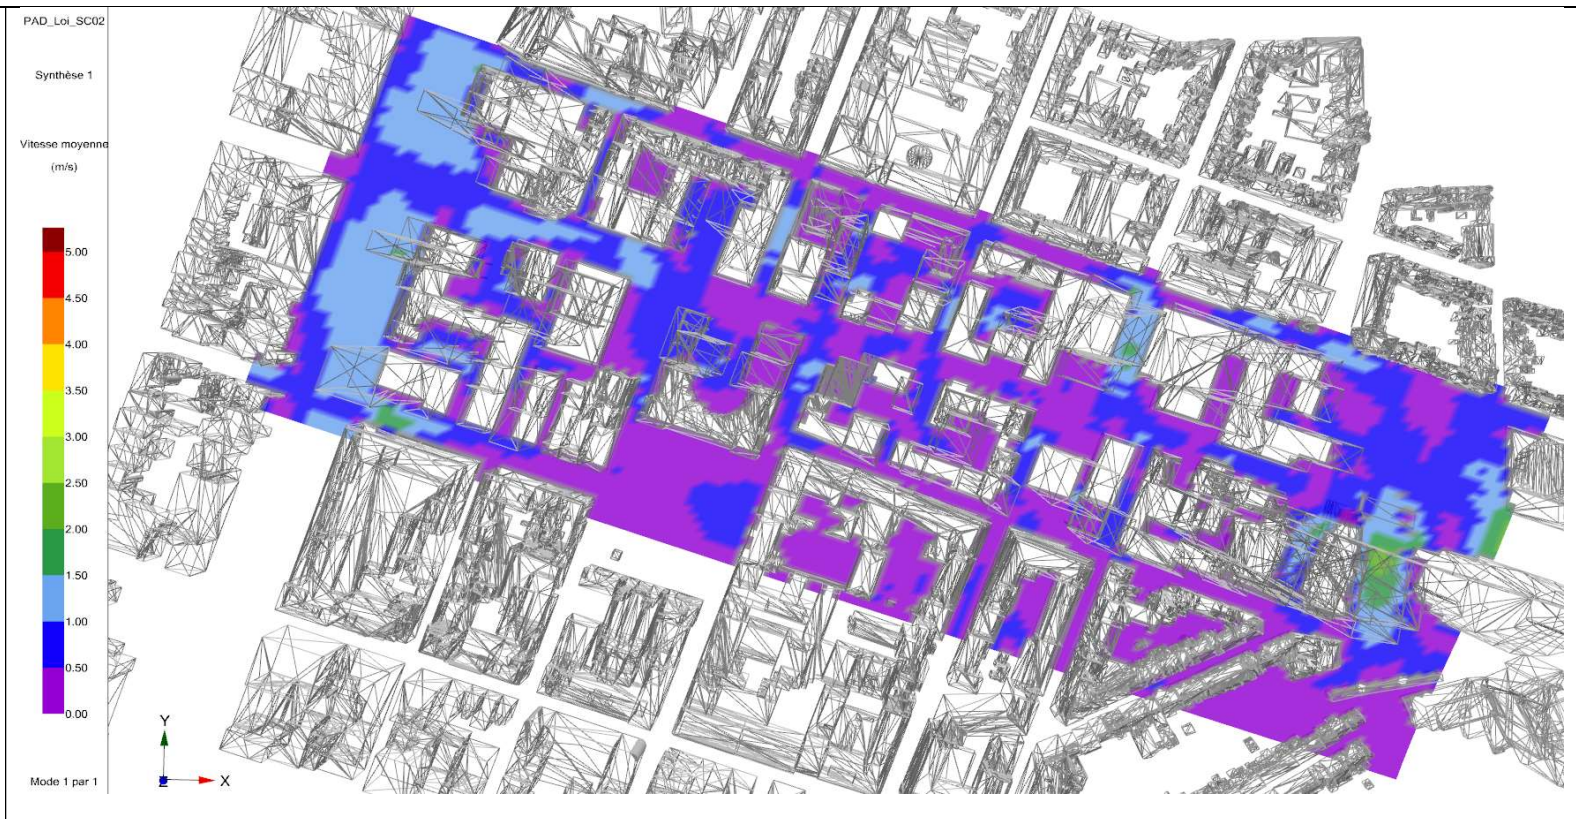 PAD_Loi_SC02
Synthèse 1
Vitesse moyenne
(m/s)
5.00
4.50
4.00
3.50
3.00
2.50
2.00
1.50
1.00
0.50
0.00
Y
Z
X
Mode 1 par 1